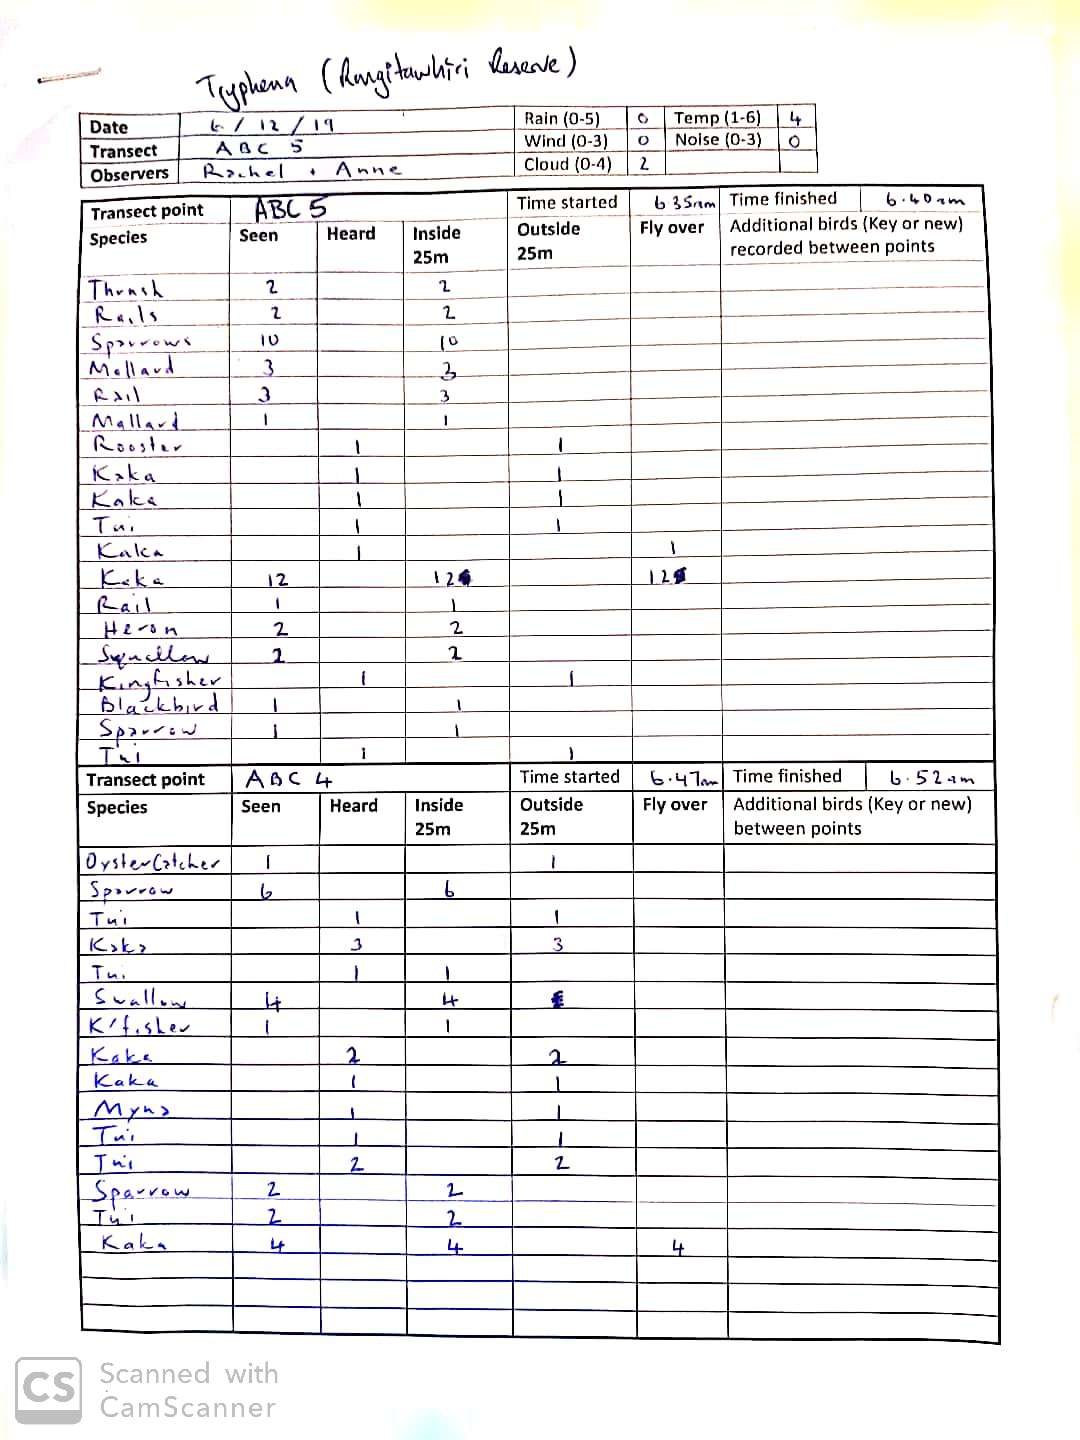 Tryphena (Rangitawhiri Reserve)
Date 6/12/19 Rain (0-5) 0 Temp (1-6) 4
Transect ABC 5 Wind (0-3) 0 Noise (0-3) 0
Observers Rachel + Anne Cloud (0-4) 2
Transect point ABC 5 Time started 6 35am Time finished 6.40am
Species Seen Heard Inside 25m Outside 25m Fly over Additional birds (Key or new) recorded between points
Thrush 2 2
Rails 2 2
Sparrows 10 10
Mallard 3 3
Rail 3 3
Mallard 1 1
Rooster 1 1
Kaka 1 1
Kaka 1 1
Tui 1 1
Kaka 1 1
Kaka 12 12 12
Rail 1 1
Heron 2 2
Swallow 2 2
Kingfisher 1 1
Blackbird 1 1
Sparrow 1 1
Tui 1 1
Transect point ABC 4 Time started 6.47am Time finished 6.52am
Species Seen Heard Inside 25m Outside 25m Fly over Additional birds (Key or new) between points
OysterCatcher 1 1
Sparrow 6 6
Tui 1 1
Kaka 3 3
Tui 1 1
Swallow 4 4
K'fisher 1 1
Kaka 2 2
Kaka 1 1
Myna 1 1
Tui 1 1
Tui 2 2
Sparrow 2 2
Tui 2 2
Kaka 4 4 4
CS Scanned with
CamScanner